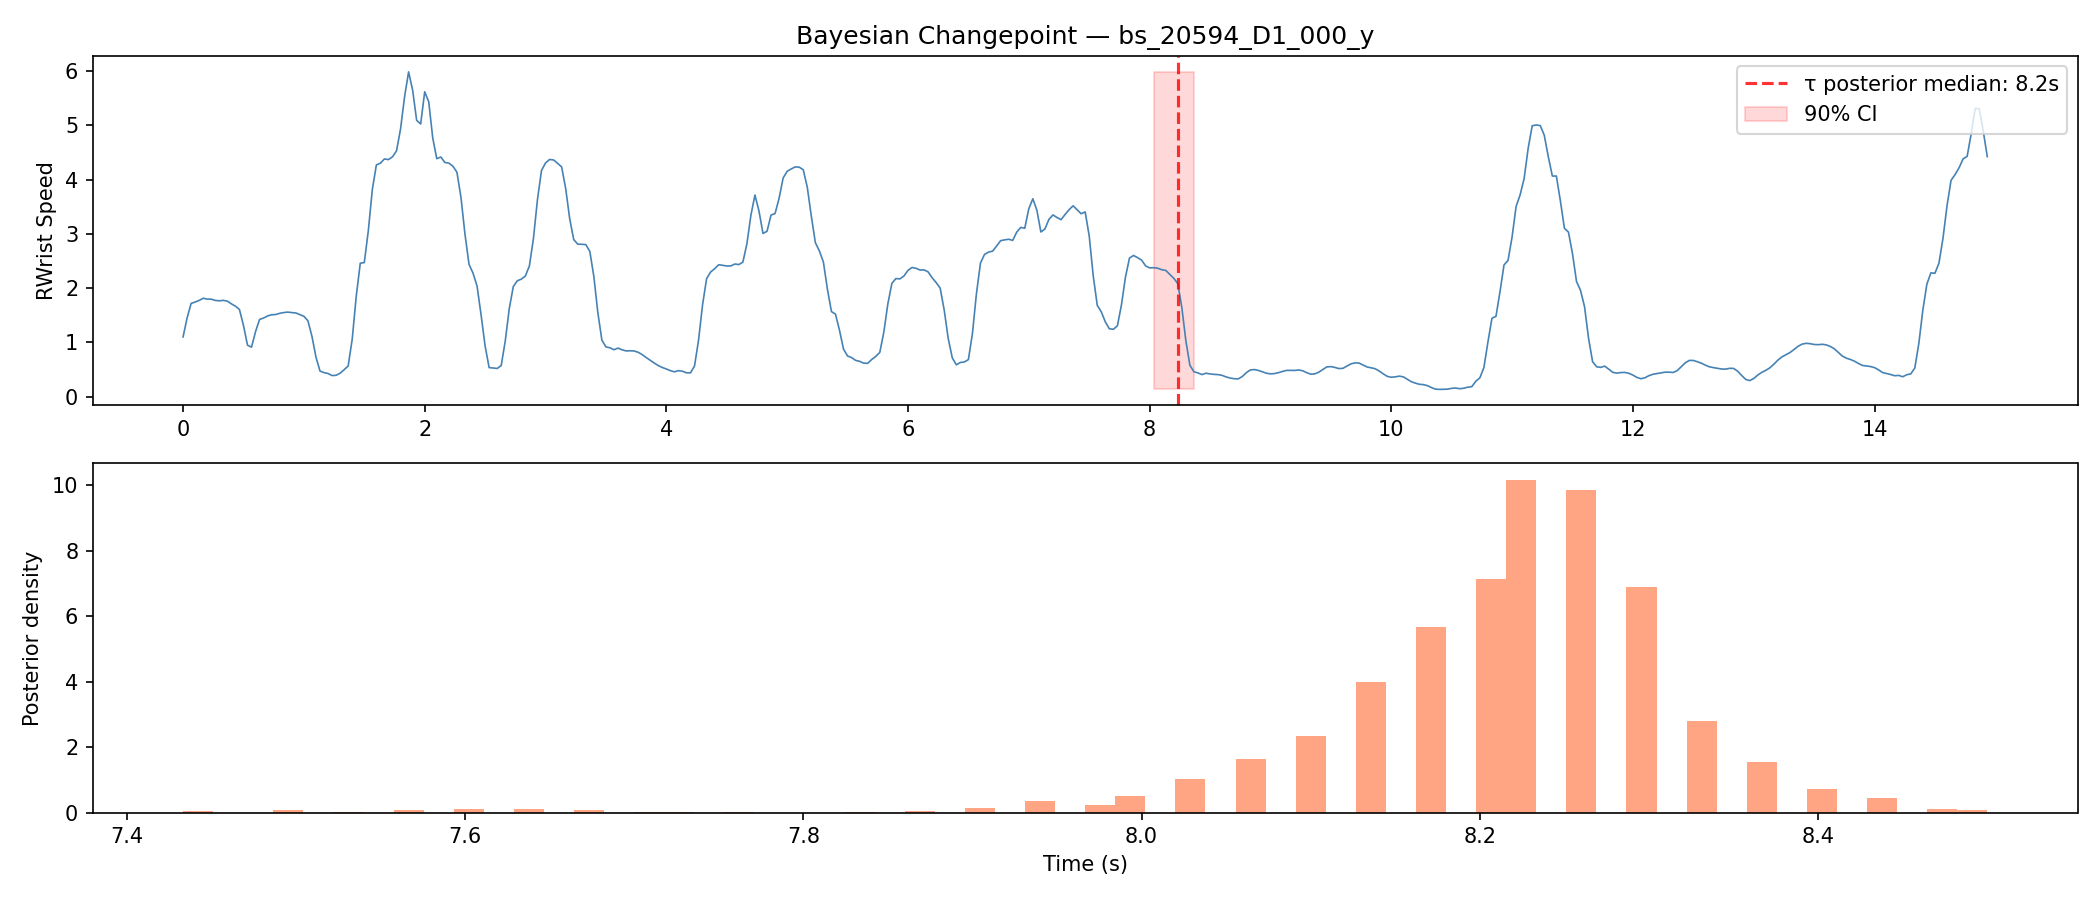 Bayesian Changepoint — bs_20594_D1_000_y
RWrist Speed
6
5
4
3
2
1
0
τ posterior median: 8.2s
90% CI
0 2 4 6 8 10 12 14
Posterior density
10
8
6
4
2
0
7.4 7.6 7.8 8.0 8.2 8.4
Time (s)